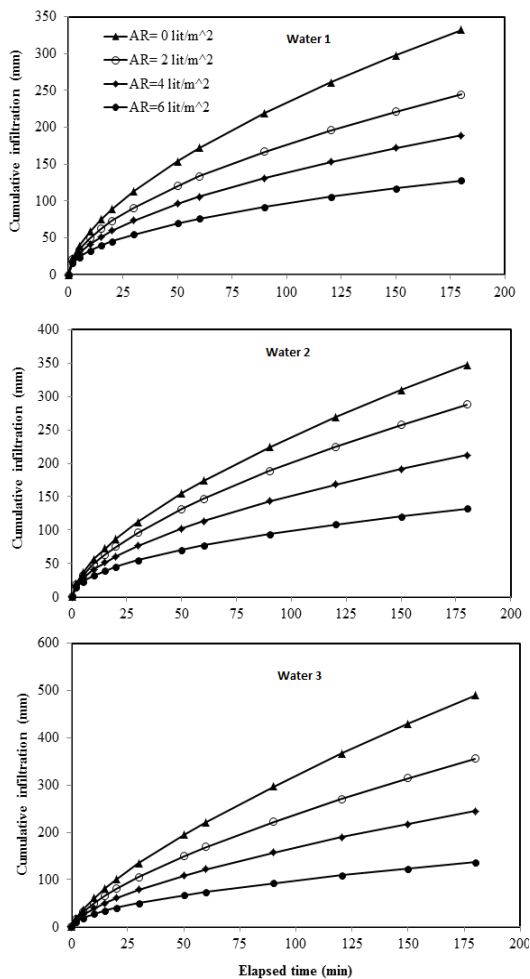 Water 1
AR= 0 lit/m^2
AR= 2 lit/m^2
AR=4 lit/m^2
AR=6 lit/m^2
Cumulative infiltration (mm)
350
300
250
200
150
100
50
0
0 25 50 75 100 125 150 175 200
Water 2
Cumulative infiltration (mm)
400
350
300
250
200
150
100
50
0
0 25 50 75 100 125 150 175 200
Water 3
Cumulative infiltration (mm)
600
500
400
300
200
100
0
0 25 50 75 100 125 150 175 200
Elapsed time (min)